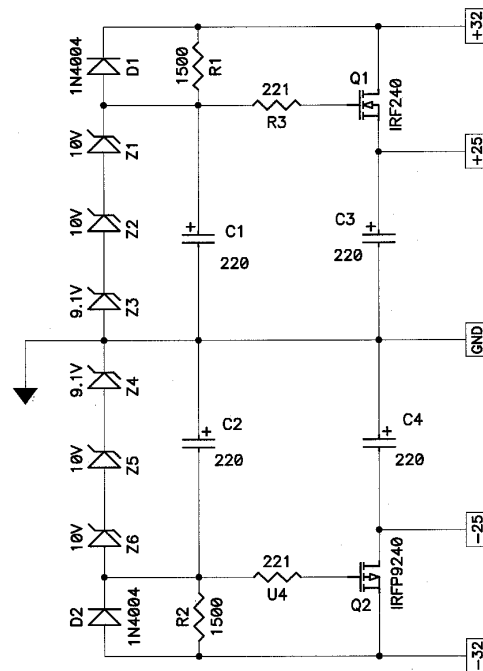 +32
1N4004
D1
1500
R1
Q1
IRF240
221
R3
+25
10V
Z1
10V
Z2
+
C1
220
C3
+
220
9.1V
Z3
GND
9.1V
Z4
+
C2
220
+
C4
220
10V
Z5
10V
Z6
-25
221
U4
IRFP9240
Q2
D2
1N4004
R2
1500
-32